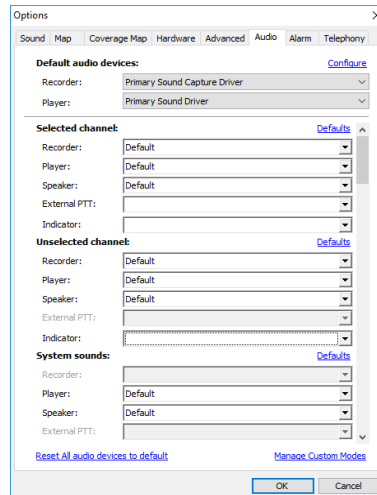 Options
Sound Map Coverage Map Hardware Advanced Audio Alarm Telephony
Default audio devices: Configure
Recorder: Primary Sound Capture Driver
Player: Primary Sound Driver
Selected channel: Defaults
Recorder: Default
Player: Default
Speaker: Default
External PTT:
Indicator:
Unselected channel: Defaults
Recorder: Default
Player: Default
Speaker: Default
External PTT:
Indicator:
System sounds: Defaults
Recorder:
Player: Default
Speaker: Default
External PTT:
Reset All audio devices to default Manage Custom Modes
OK Cancel